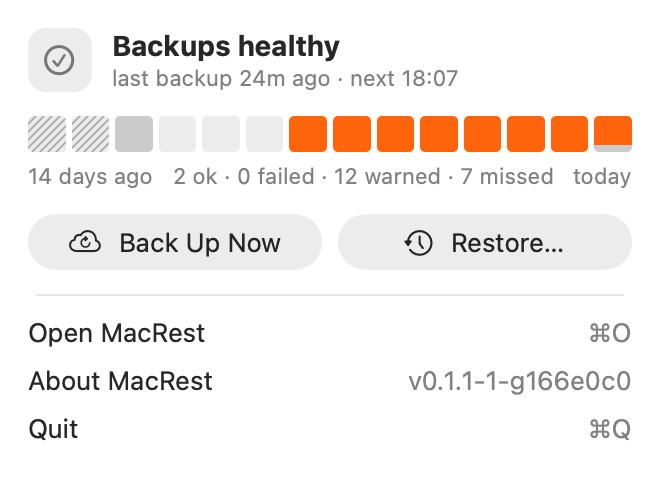 Backups healthy
last backup 24m ago · next 18:07
14 days ago 2 ok · 0 failed · 12 warned · 7 missed today
Back Up Now Restore...
Open MacRest ⌘O
About MacRest v0.1.1-1-g166e0c0
Quit ⌘Q